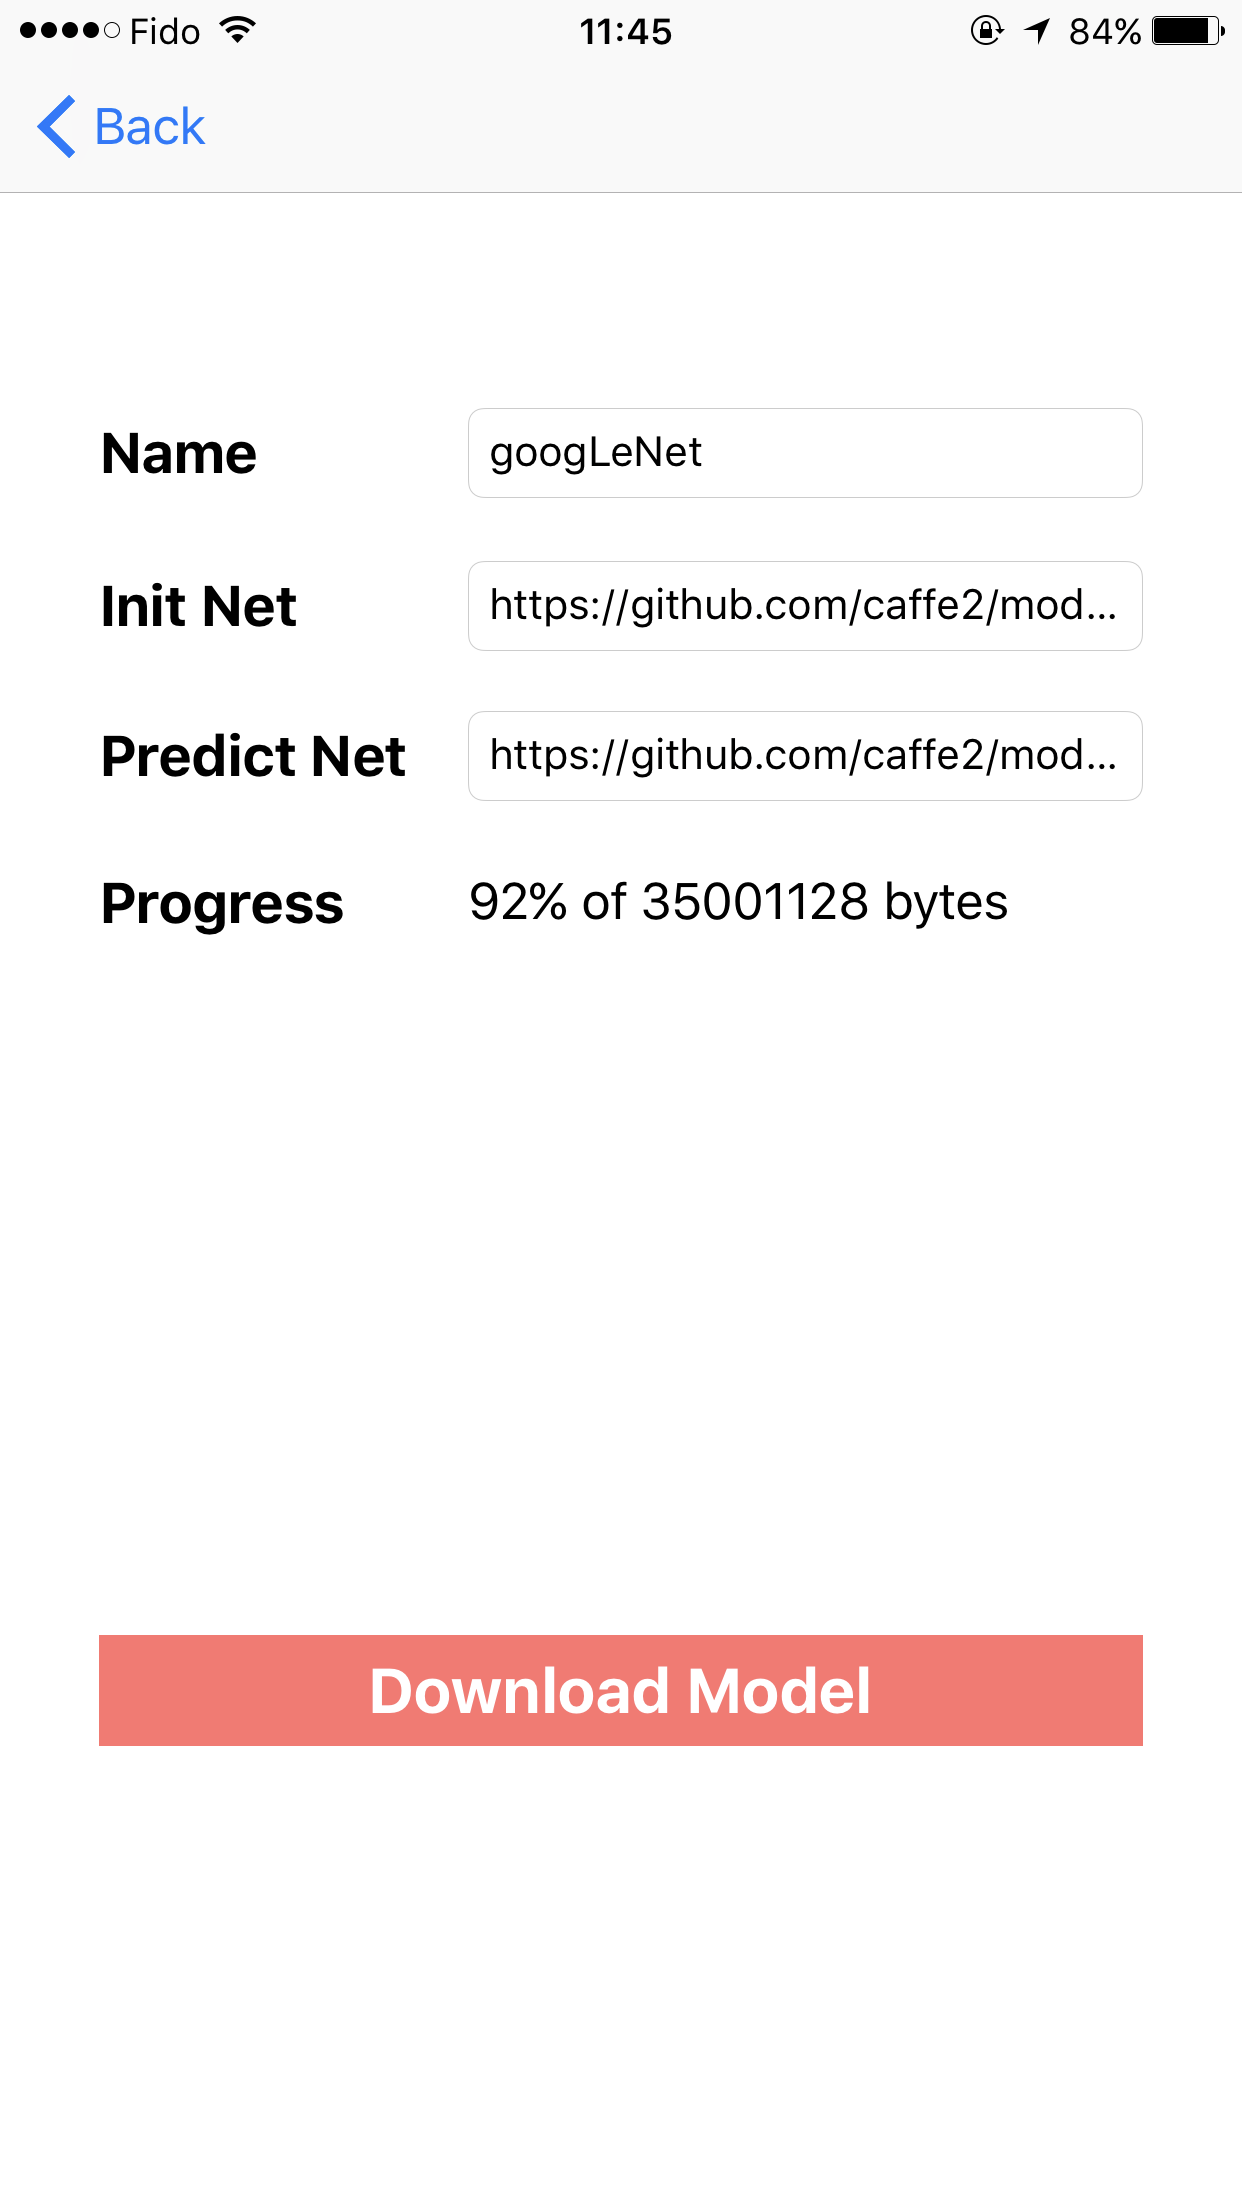 Fido 11:45 84%
Back
Name googLeNet
Init Net https://github.com/caffe2/mod...
Predict Net https://github.com/caffe2/mod...
Progress 92% of 35001128 bytes
Download Model